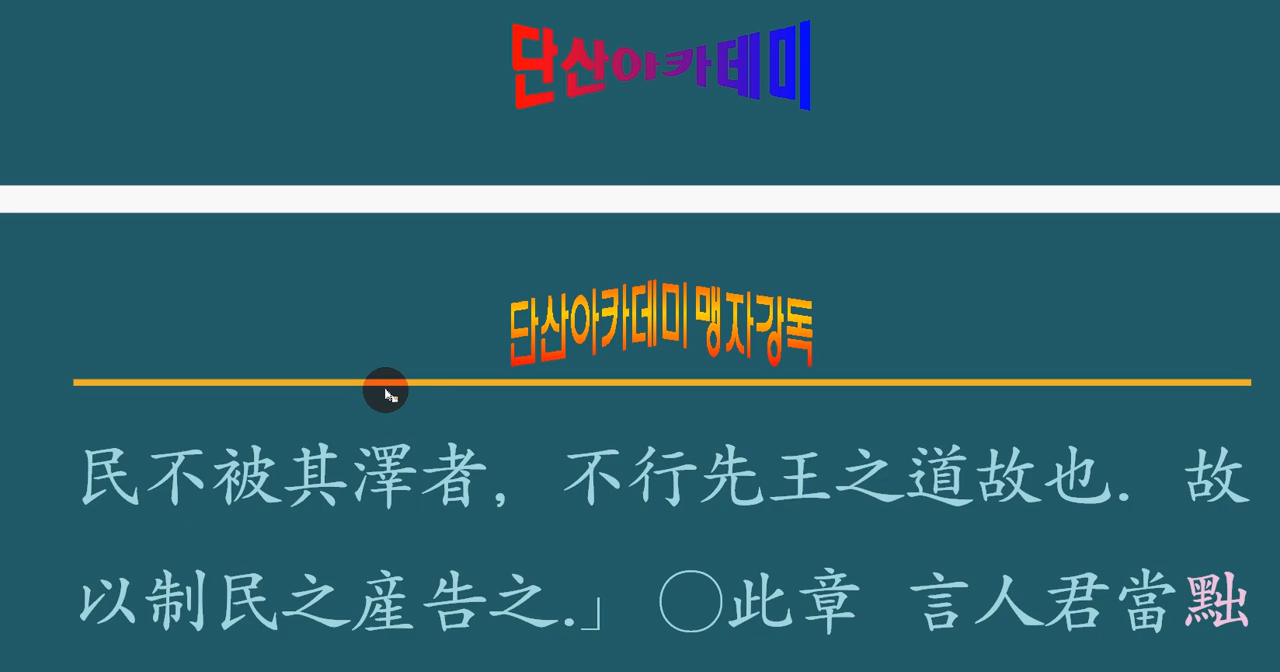 단산아카데미
단산아카데미 맹자강독
民不被其澤者, 不行先王之道故也. 故
以制民之産告之.」 ○此章 言人君當黜